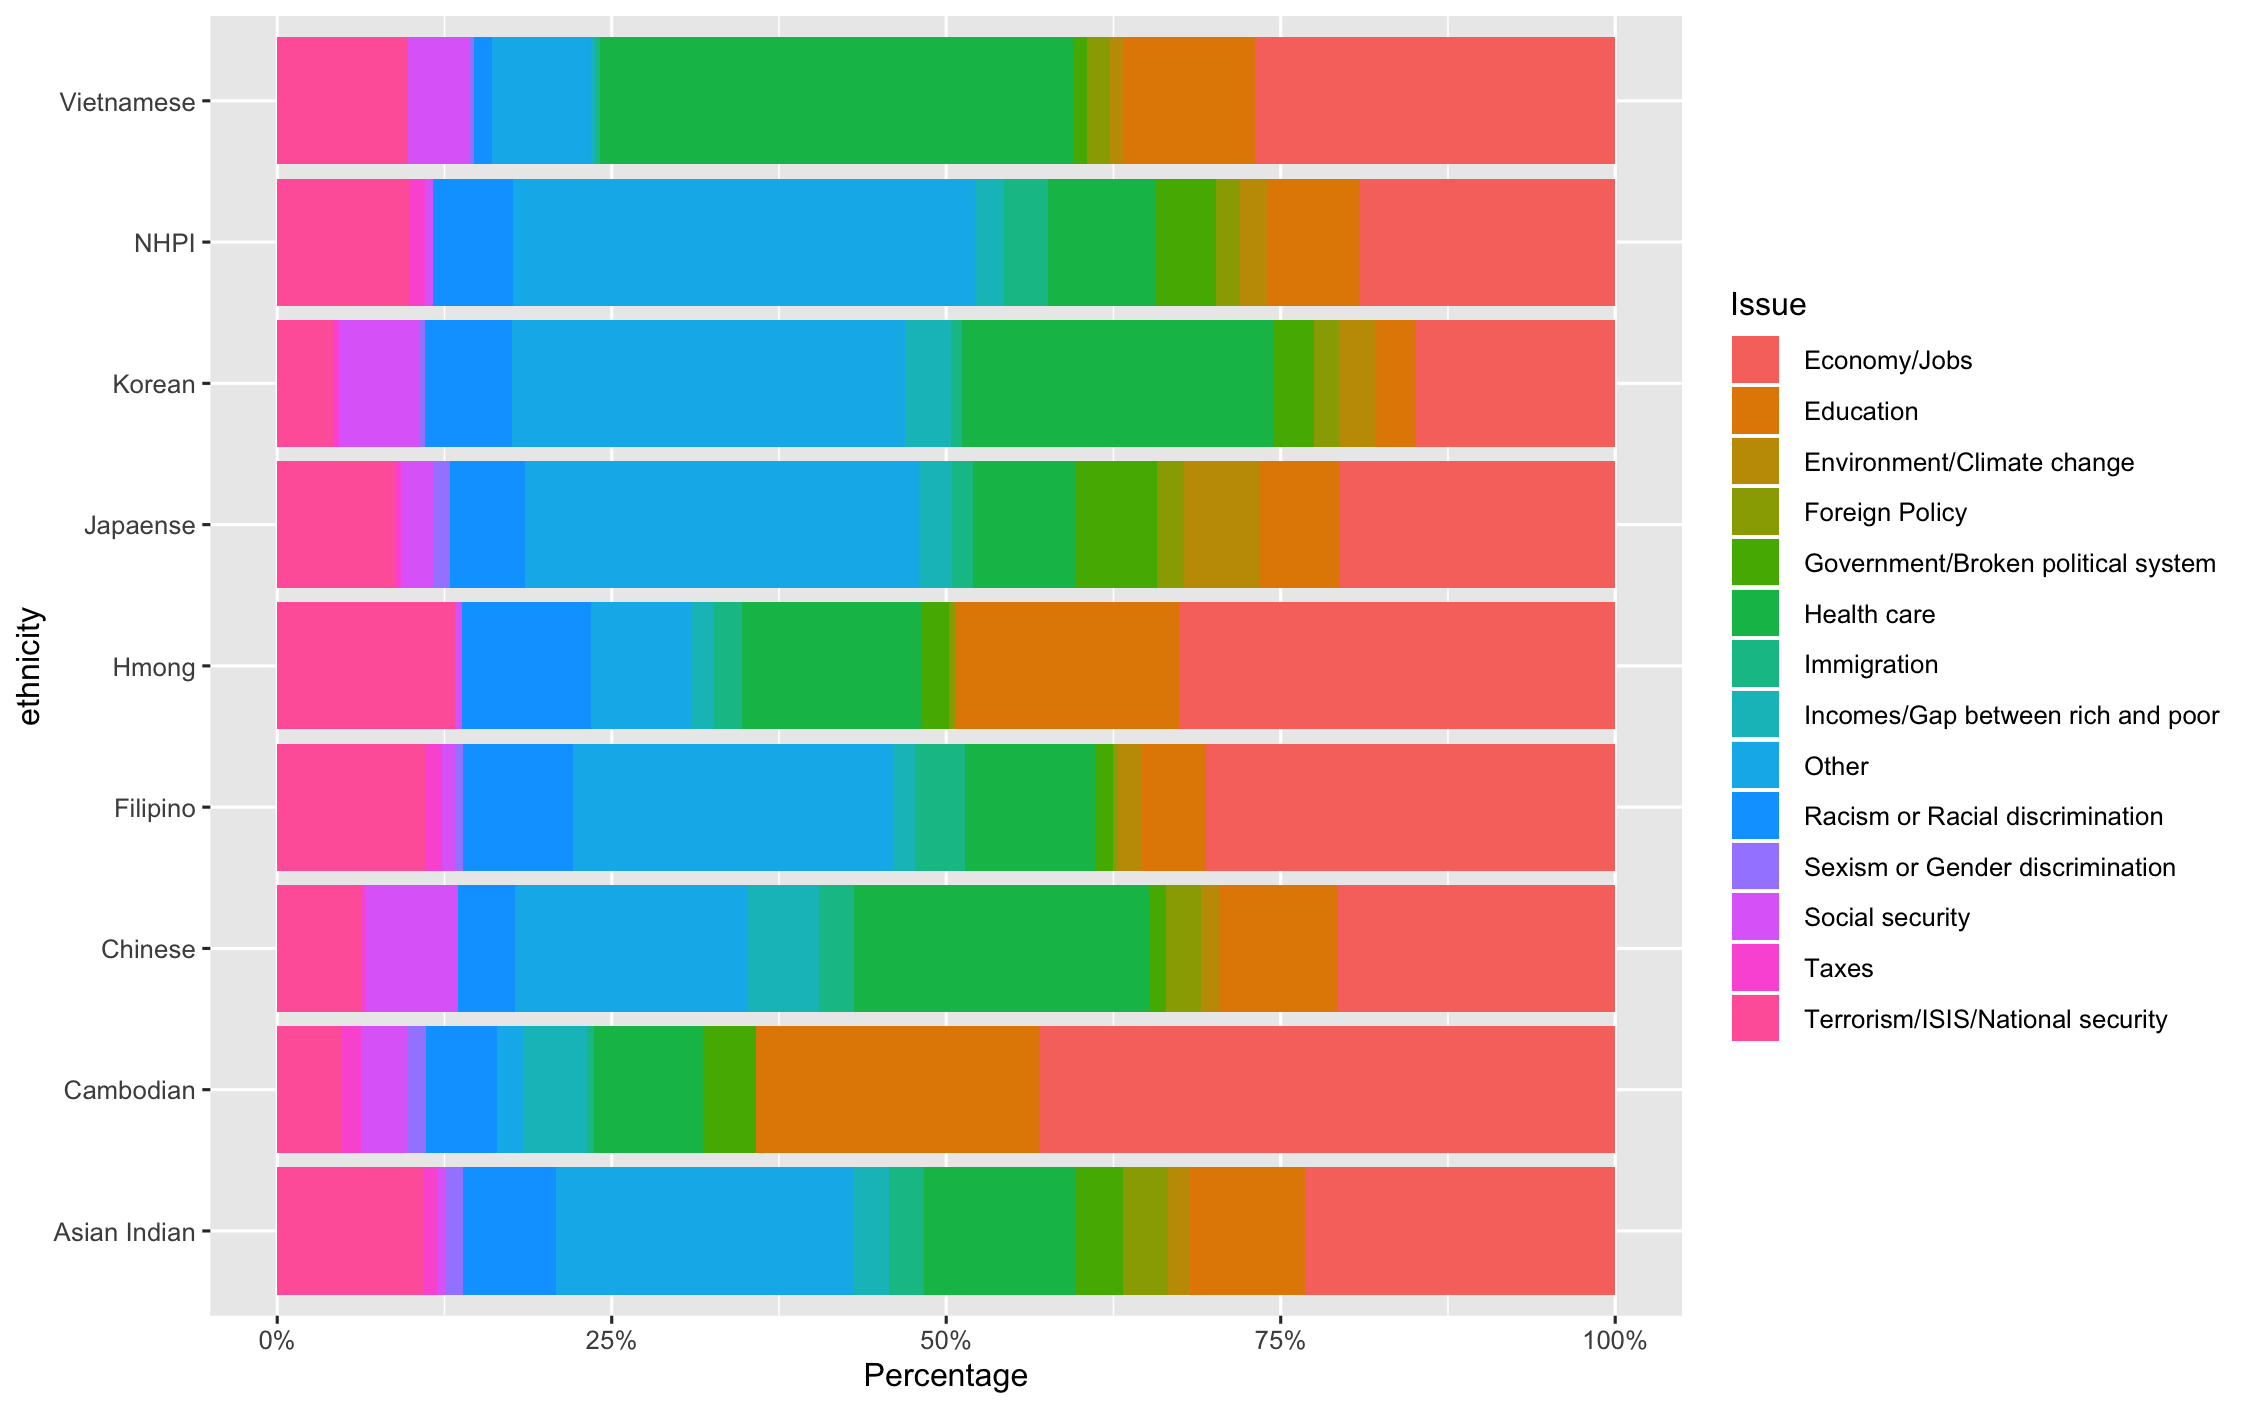 ethnicity
Vietnamese
NHPI
Korean
Japaense
Hmong
Filipino
Chinese
Cambodian
Asian Indian
0% 25% 50% 75% 100%
Percentage
Issue
Economy/Jobs
Education
Environment/Climate change
Foreign Policy
Government/Broken political system
Health care
Immigration
Incomes/Gap between rich and poor
Other
Racism or Racial discrimination
Sexism or Gender discrimination
Social security
Taxes
Terrorism/ISIS/National security